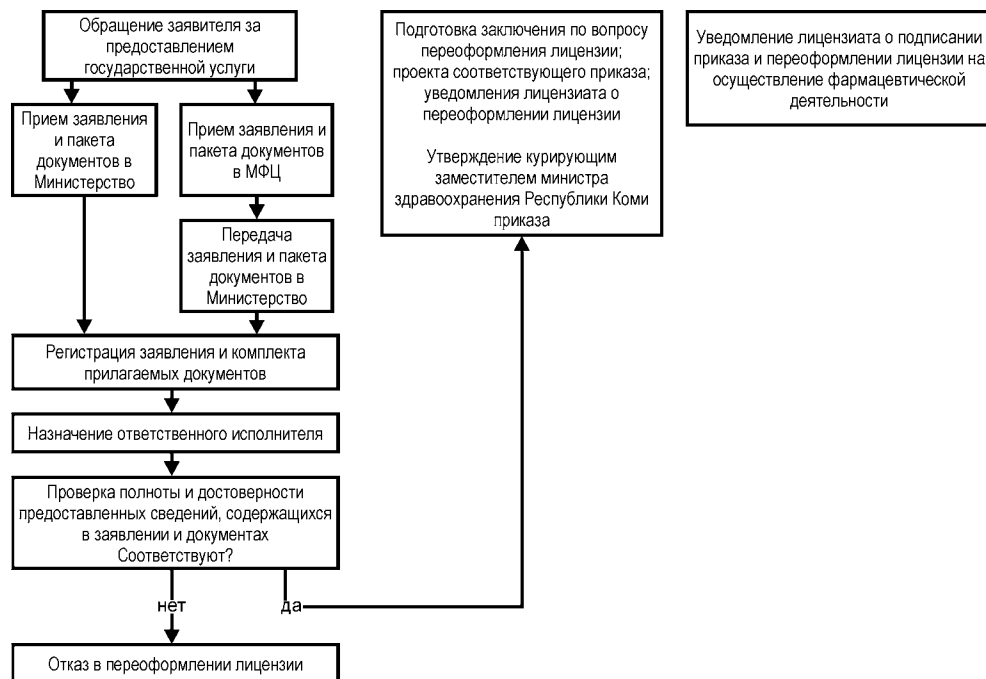 Обращение заявителя за
предоставлением
государственной услуги
Прием заявления
и пакета
документов в
Министерство
Прием заявления и
пакета документов
в МФЦ
Передача
заявления и пакета
документов в
Министерство
Регистрация заявления и комплекта
прилагаемых документов
Назначение ответственного исполнителя
Проверка полноты и достоверности
предоставленных сведений, содержащихся
в заявлении и документах
Соответствуют?
нет
да
Отказ в переоформлении лицензии
Подготовка заключения по вопросу
переоформления лицензии;
проекта соответствующего приказа;
уведомления лицензиата о
переоформлении лицензии
Утверждение курирующим
заместителем министра
здравоохранения Республики Коми
приказа
Уведомление лицензиата о подписании
приказа и переоформлении лицензии на
осуществление фармацевтической
деятельности